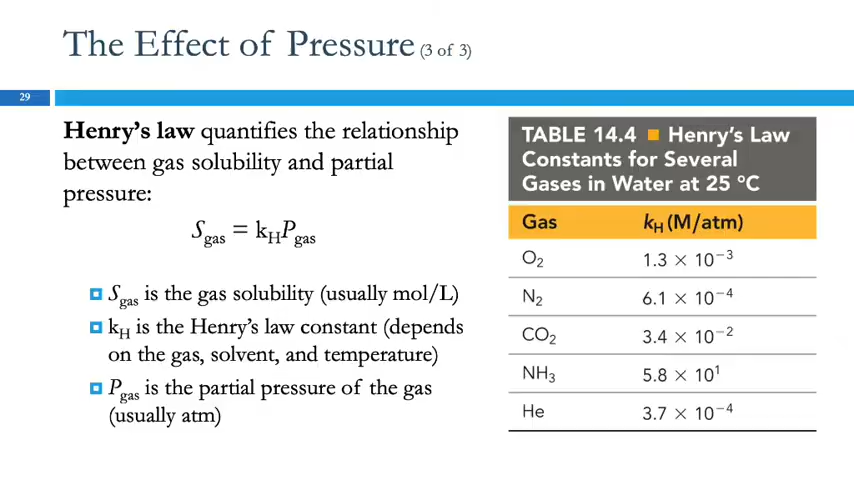 The Effect of Pressure (3 of 3)
29
Henry's law quantifies the relationship
between gas solubility and partial
pressure:
S_gas = k_H P_gas
S_gas is the gas solubility (usually mol/L)
k_H is the Henry's law constant (depends
on the gas, solvent, and temperature)
P_gas is the partial pressure of the gas
(usually atm)
TABLE 14.4 ■ Henry's Law
Constants for Several
Gases in Water at 25 °C
Gas k_H (M/atm)
O₂ 1.3 × 10⁻³
N₂ 6.1 × 10⁻⁴
CO₂ 3.4 × 10⁻²
NH₃ 5.8 × 10¹
He 3.7 × 10⁻⁴